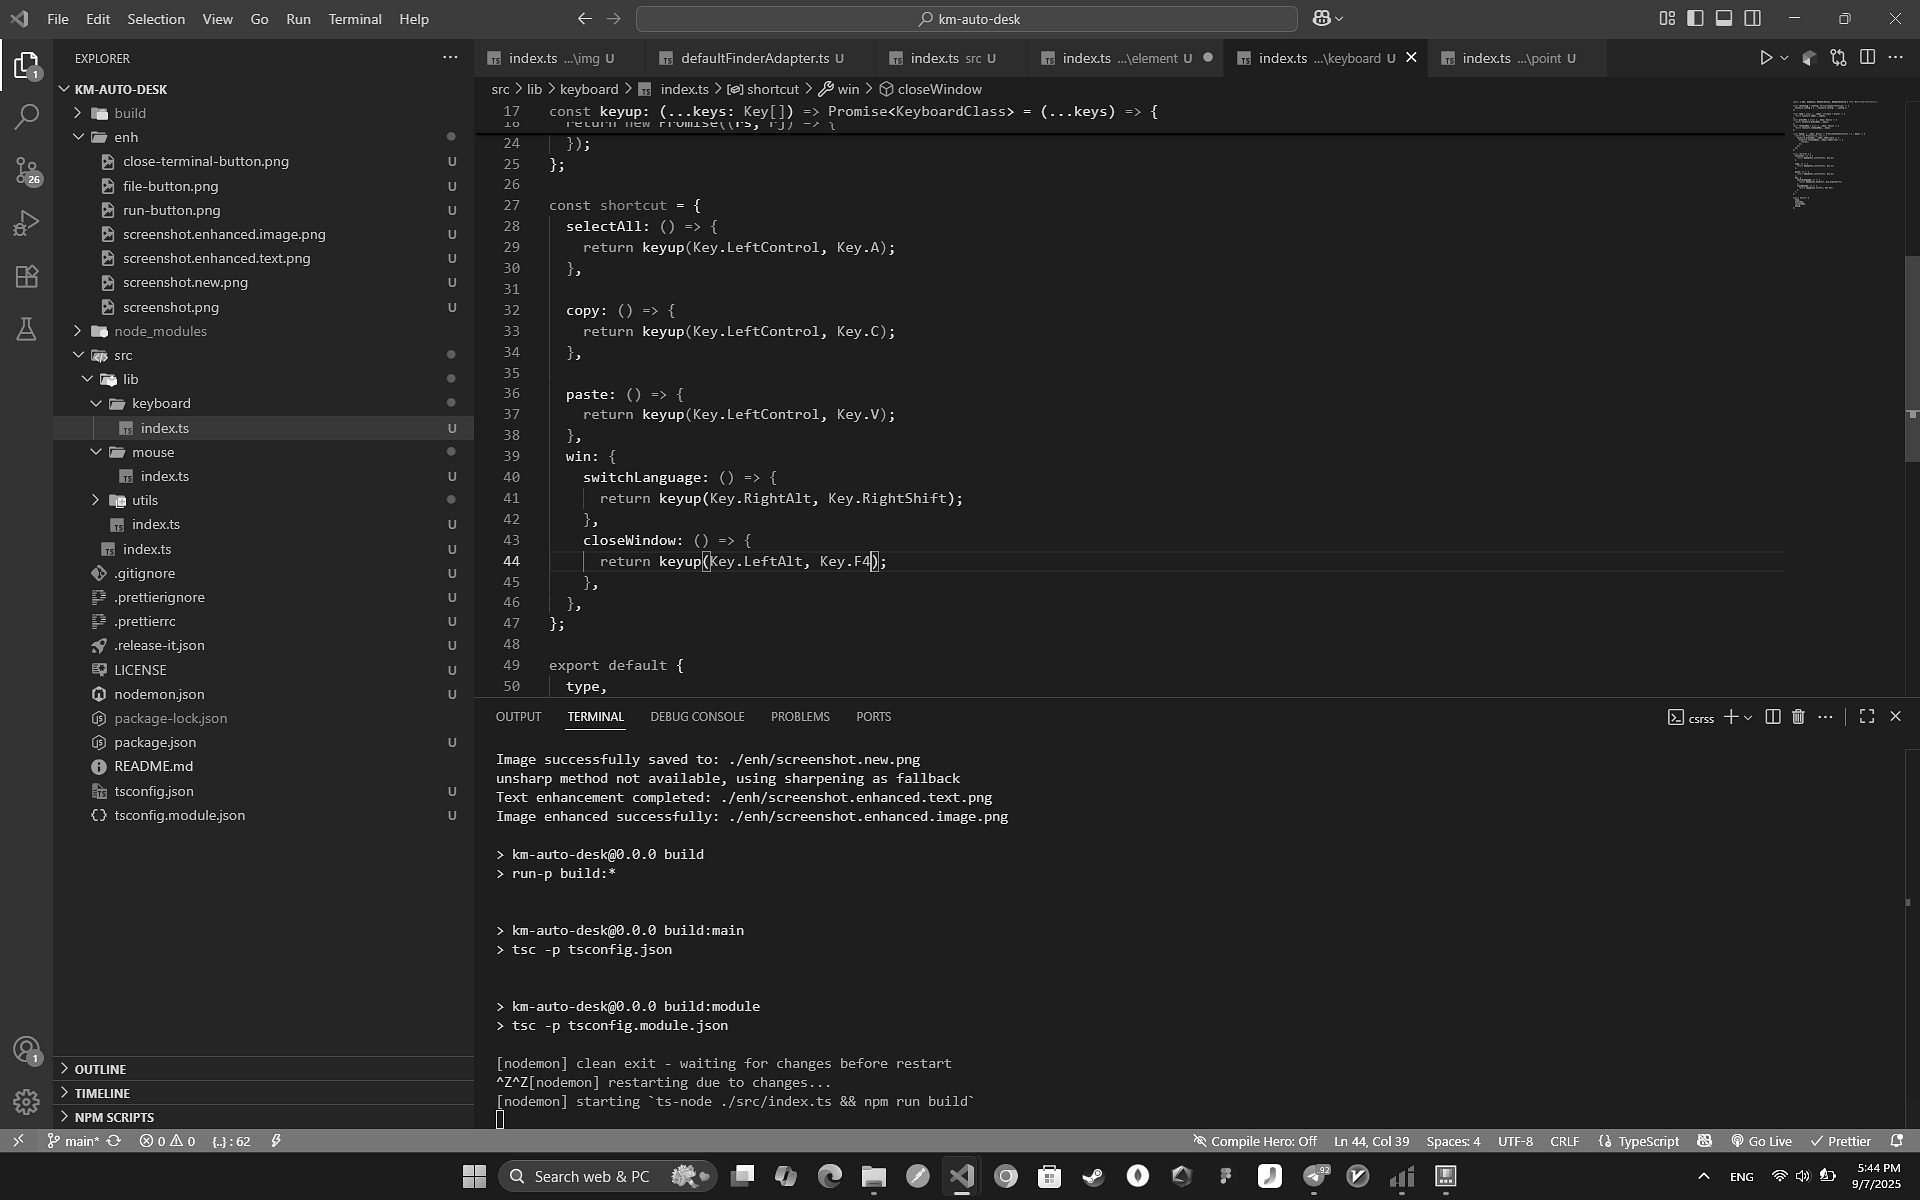 File Edit Selection View Go Run Terminal Help
km-auto-desk
EXPLORER
index.ts ...\img U
defaultFinderAdapter.ts U
index.ts src U
index.ts ...\element U
index.ts ...\keyboard U
index.ts ...\point U
KM-AUTO-DESK
build
enh
close-terminal-button.png U
file-button.png U
run-button.png U
screenshot.enhanced.image.png U
screenshot.enhanced.text.png U
screenshot.new.png U
screenshot.png U
node_modules
src
lib
keyboard
index.ts U
mouse
index.ts U
utils
index.ts U
index.ts U
.gitignore U
.prettierignore U
.prettierrc U
.release-it.json U
LICENSE U
nodemon.json U
package-lock.json
package.json U
README.md
tsconfig.json U
tsconfig.module.json U
OUTLINE
TIMELINE
NPM SCRIPTS
1
26
1
src > lib > keyboard > index.ts > shortcut > win > closeWindow
17 const keyup: (...keys: Key[]) => Promise<KeyboardClass> = (...keys) => {
18 return new Promise((rs, rj) => {
24 });
25 };
26
27 const shortcut = {
28 selectAll: () => {
29 return keyup(Key.LeftControl, Key.A);
30 },
31
32 copy: () => {
33 return keyup(Key.LeftControl, Key.C);
34 },
35
36 paste: () => {
37 return keyup(Key.LeftControl, Key.V);
38 },
39 win: {
40 switchLanguage: () => {
41 return keyup(Key.RightAlt, Key.RightShift);
42 },
43 closeWindow: () => {
44 return keyup(Key.LeftAlt, Key.F4);
45 },
46 },
47 };
48
49 export default {
50 type,
OUTPUT TERMINAL DEBUG CONSOLE PROBLEMS PORTS
csrss
Image successfully saved to: ./enh/screenshot.new.png
unsharp method not available, using sharpening as fallback
Text enhancement completed: ./enh/screenshot.enhanced.text.png
Image enhanced successfully: ./enh/screenshot.enhanced.image.png
> km-auto-desk@0.0.0 build
> run-p build:*
> km-auto-desk@0.0.0 build:main
> tsc -p tsconfig.json
> km-auto-desk@0.0.0 build:module
> tsc -p tsconfig.module.json
[nodemon] clean exit - waiting for changes before restart
^Z^Z[nodemon] restarting due to changes...
[nodemon] starting `ts-node ./src/index.ts && npm run build`
main* 0 0 {..} : 62
Compile Hero: Off Ln 44, Col 39 Spaces: 4 UTF-8 CRLF TypeScript Go Live Prettier
Search web & PC
92
ENG
5:44 PM
9/7/2025